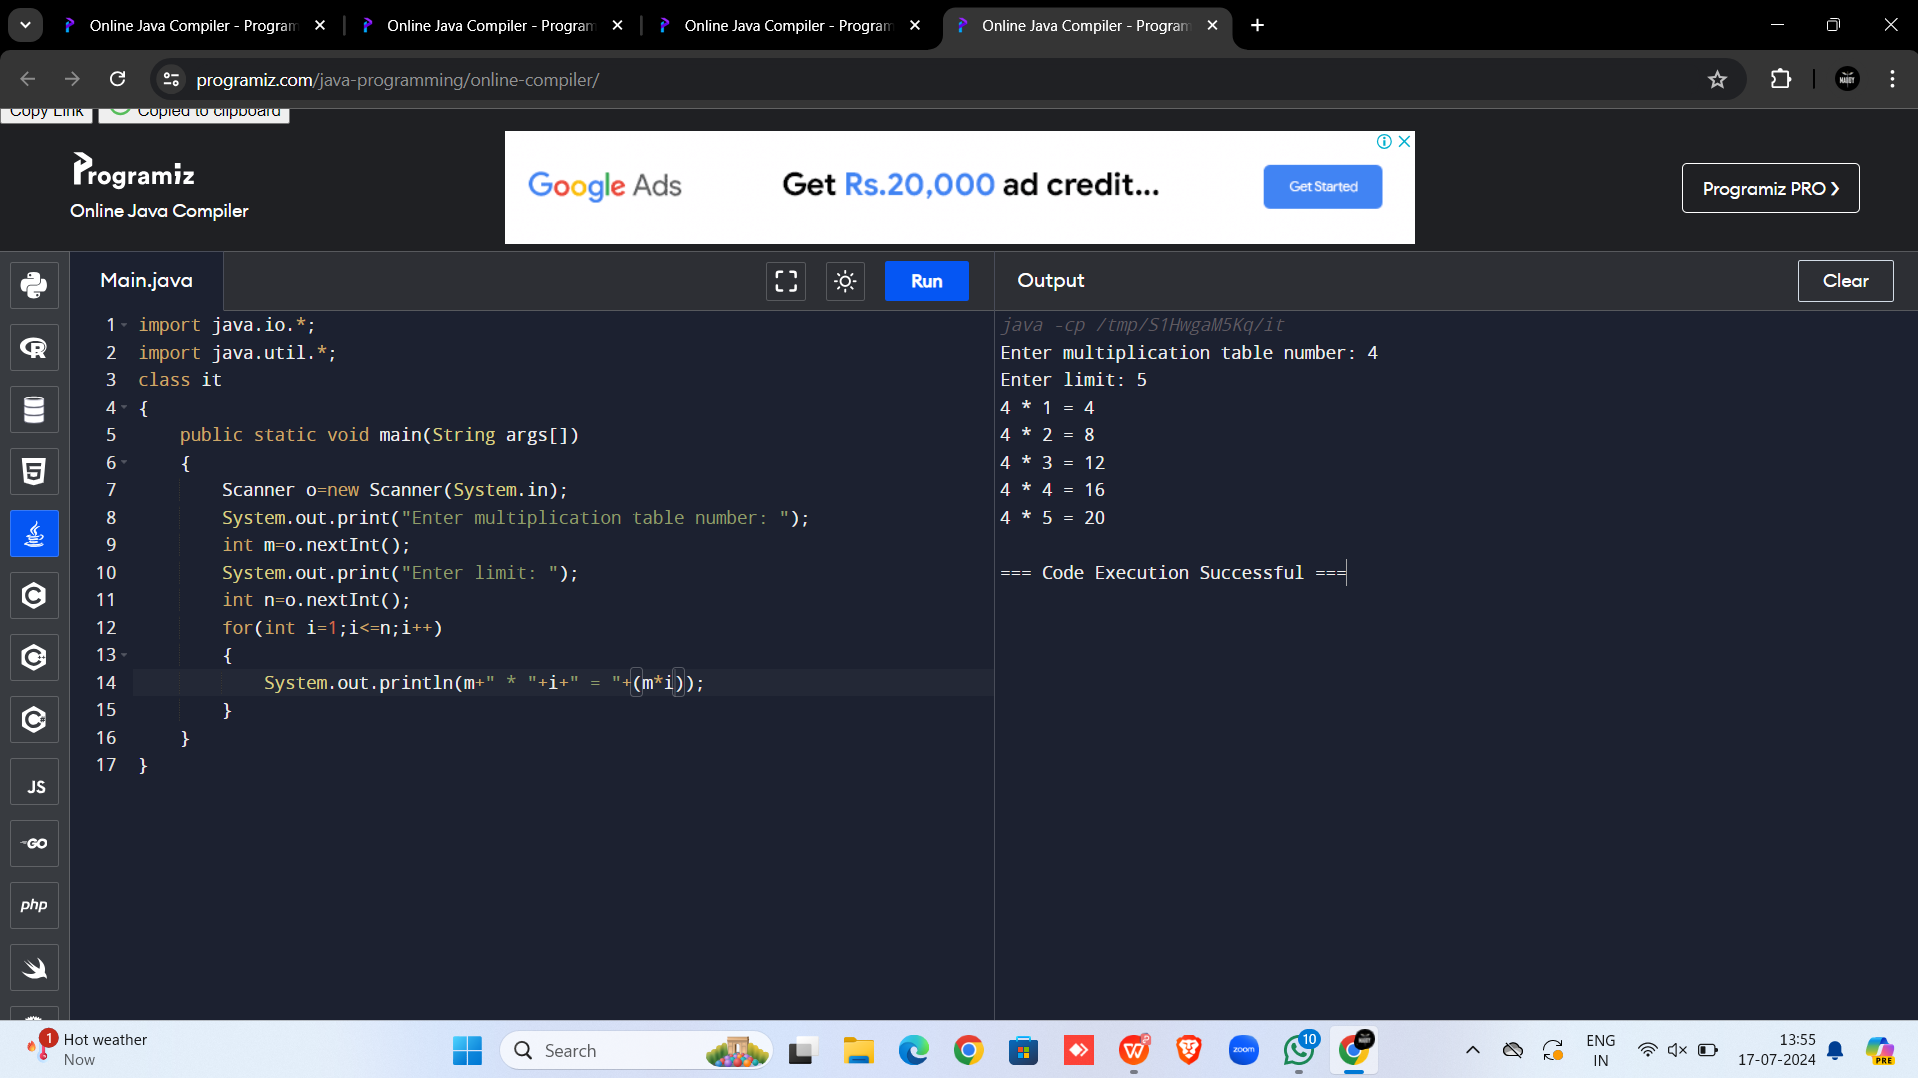 Online Java Compiler - Program
Online Java Compiler - Program
Online Java Compiler - Program
Online Java Compiler - Program
programiz.com/java-programming/online-compiler/
Copy Link
Copied to clipboard
Programiz
Online Java Compiler
Google Ads
Get Rs.20,000 ad credit...
Get Started
Programiz PRO
Main.java
Run
Output
Clear
1 import java.io.*;
2 import java.util.*;
3 class it
4 {
5 public static void main(String args[])
6 {
7 Scanner o=new Scanner(System.in);
8 System.out.print("Enter multiplication table number: ");
9 int m=o.nextInt();
10 System.out.print("Enter limit: ");
11 int n=o.nextInt();
12 for(int i=1;i<=n;i++)
13 {
14 System.out.println(m+" * "+i+" = "+(m*i));
15 }
16 }
17 }
java -cp /tmp/S1HwgaM5Kq/it
Enter multiplication table number: 4
Enter limit: 5
4 * 1 = 4
4 * 2 = 8
4 * 3 = 12
4 * 4 = 16
4 * 5 = 20
=== Code Execution Successful ===
JS
GO
php
1
Hot weather
Now
Search
zoom
10
ENG
IN
13:55
17-07-2024
PRE